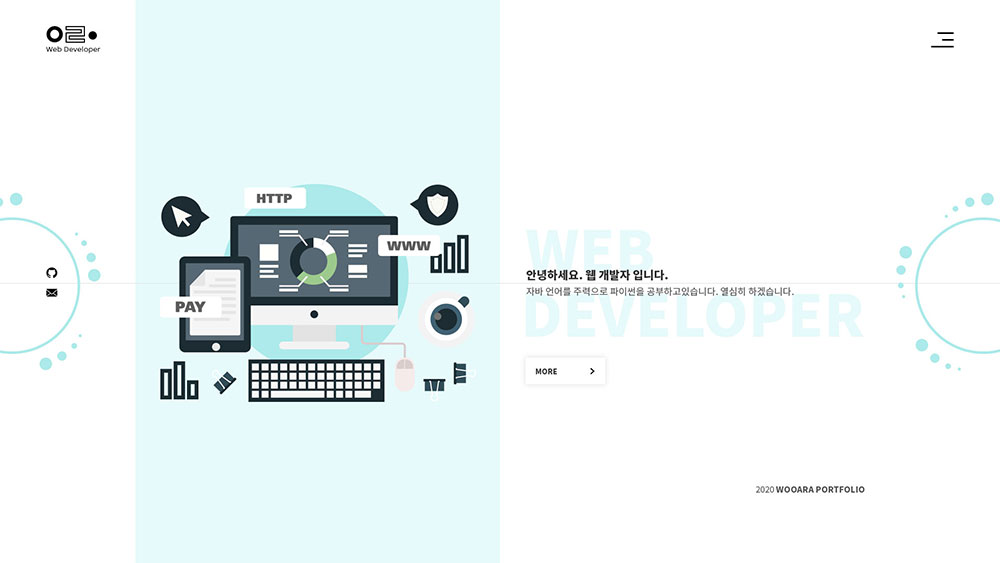 Web Developer
HTTP
WWW
PAY
WEB
DEVELOPER
안녕하세요. 웹 개발자 입니다.
자바 언어를 주력으로 파이썬을 공부하고있습니다. 열심히 하겠습니다.
MORE
2020 WOOARA PORTFOLIO